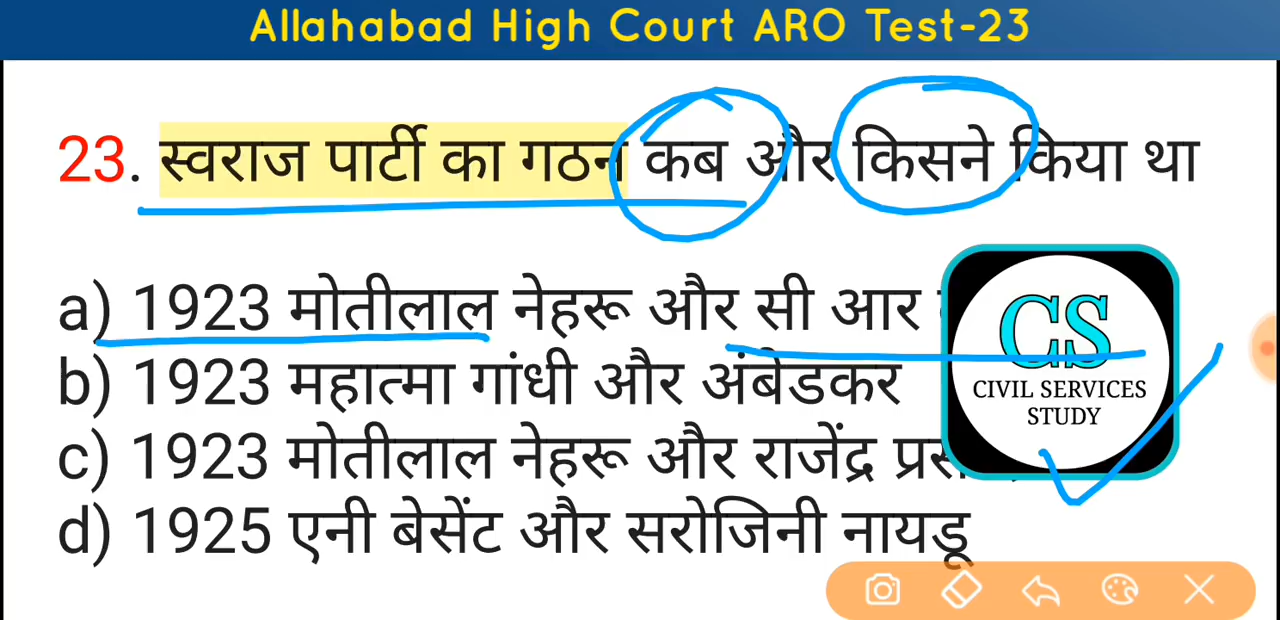 Allahabad High Court ARO Test-23
23. स्वराज पार्टी का गठन कब और किसने किया था
a) 1923 मोतीलाल नेहरू और सी आर
b) 1923 महात्मा गांधी और अंबेडकर
c) 1923 मोतीलाल नेहरू और राजेंद्र
d) 1925 एनी बेसेंट और सरोजिनी नायडू
CS
CIVIL SERVICES
STUDY